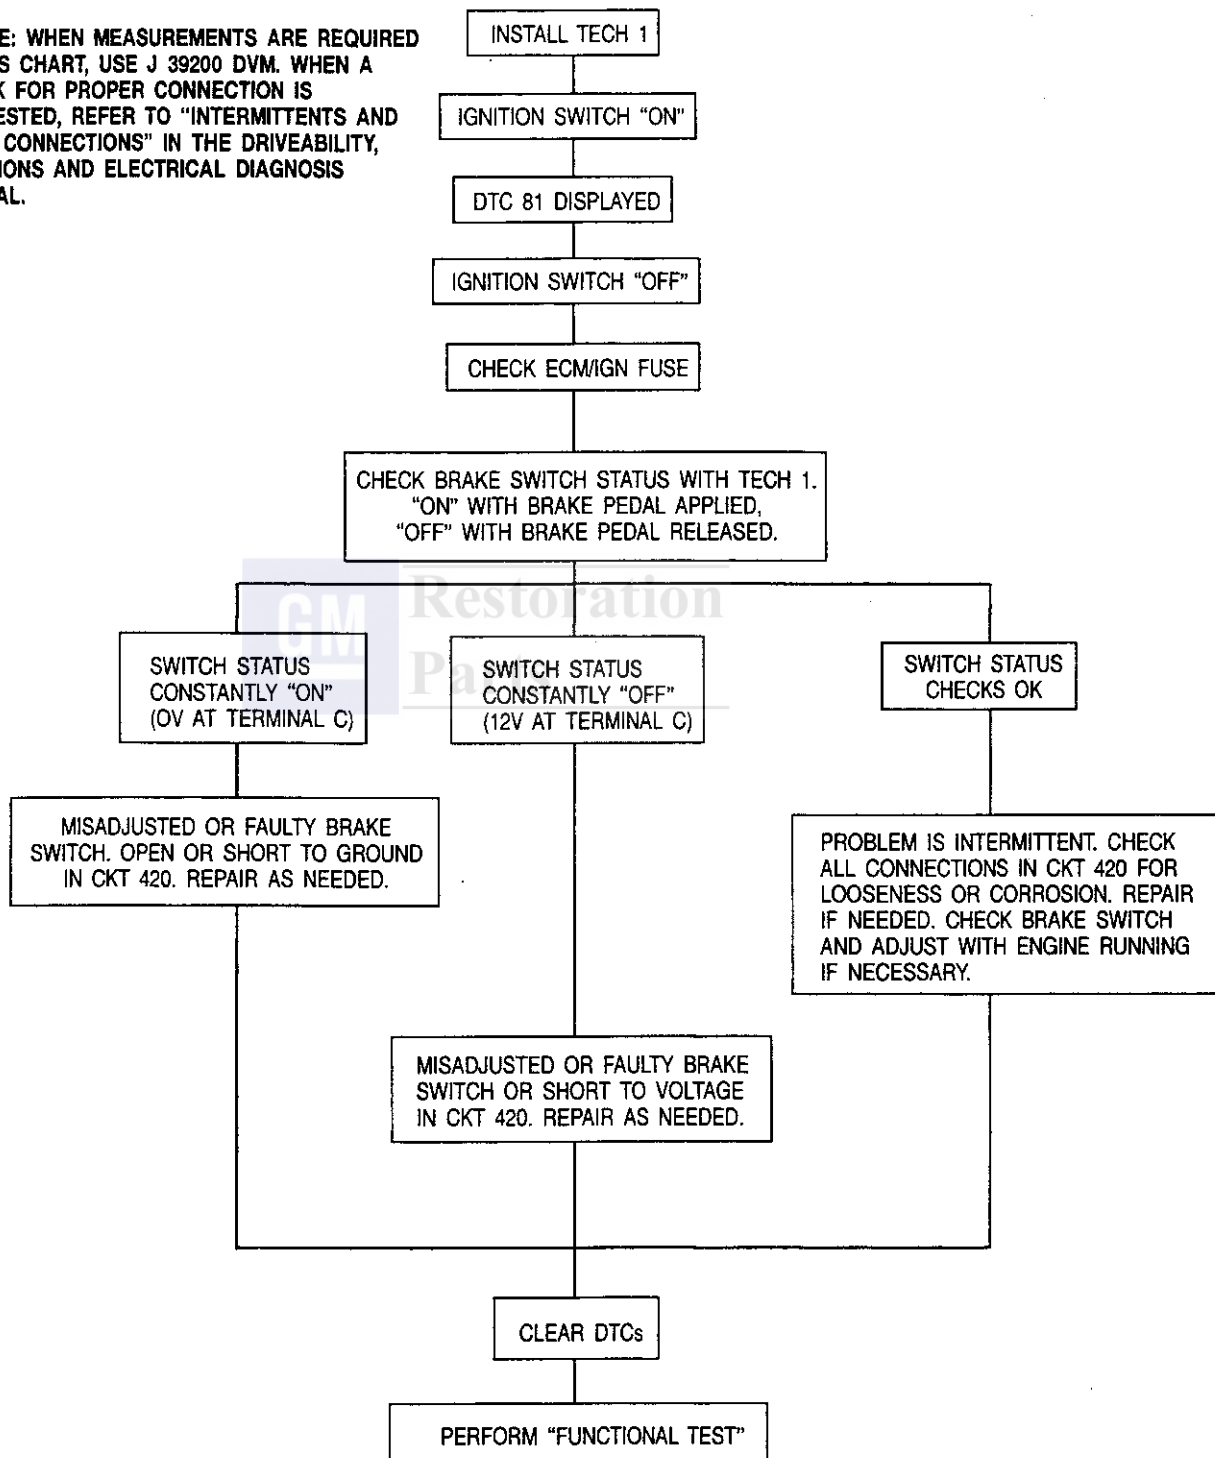 E: WHEN MEASUREMENTS ARE REQUIRED
S CHART, USE J 39200 DVM. WHEN A
K FOR PROPER CONNECTION IS
ESTED, REFER TO "INTERMITTENTS AND
CONNECTIONS" IN THE DRIVEABILITY,
IONS AND ELECTRICAL DIAGNOSIS
AL.
INSTALL TECH 1
IGNITION SWITCH "ON"
DTC 81 DISPLAYED
IGNITION SWITCH "OFF"
CHECK ECM/IGN FUSE
CHECK BRAKE SWITCH STATUS WITH TECH 1.
"ON" WITH BRAKE PEDAL APPLIED,
"OFF" WITH BRAKE PEDAL RELEASED.
GM
Restoration
Parts
SWITCH STATUS
CONSTANTLY "ON"
(0V AT TERMINAL C)
SWITCH STATUS
CONSTANTLY "OFF"
(12V AT TERMINAL C)
SWITCH STATUS
CHECKS OK
MISADJUSTED OR FAULTY BRAKE
SWITCH. OPEN OR SHORT TO GROUND
IN CKT 420. REPAIR AS NEEDED.
PROBLEM IS INTERMITTENT. CHECK
ALL CONNECTIONS IN CKT 420 FOR
LOOSENESS OR CORROSION. REPAIR
IF NEEDED. CHECK BRAKE SWITCH
AND ADJUST WITH ENGINE RUNNING
IF NECESSARY.
MISADJUSTED OR FAULTY BRAKE
SWITCH OR SHORT TO VOLTAGE
IN CKT 420. REPAIR AS NEEDED.
CLEAR DTCs
PERFORM "FUNCTIONAL TEST"